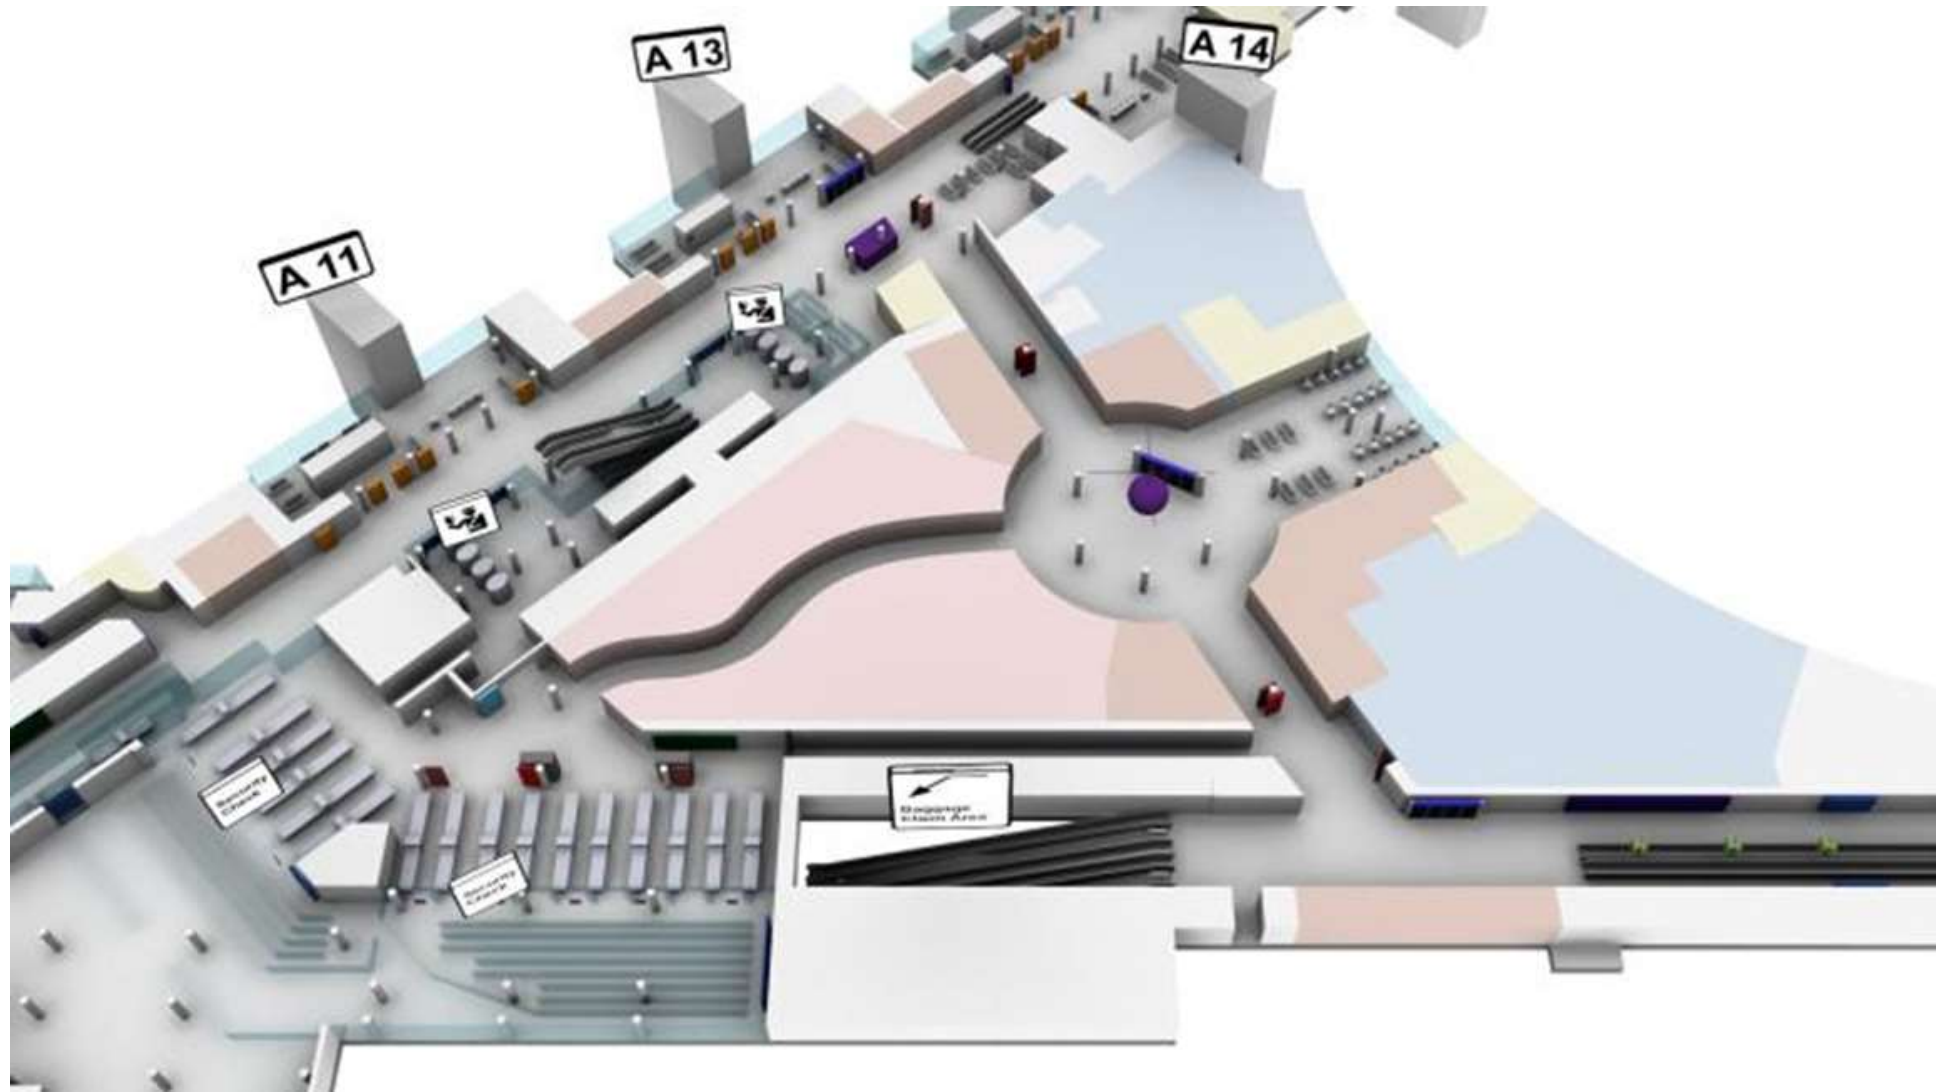 A 13
A 14
A 11
Security
Check
Baggage
Claim Area
Security
Check